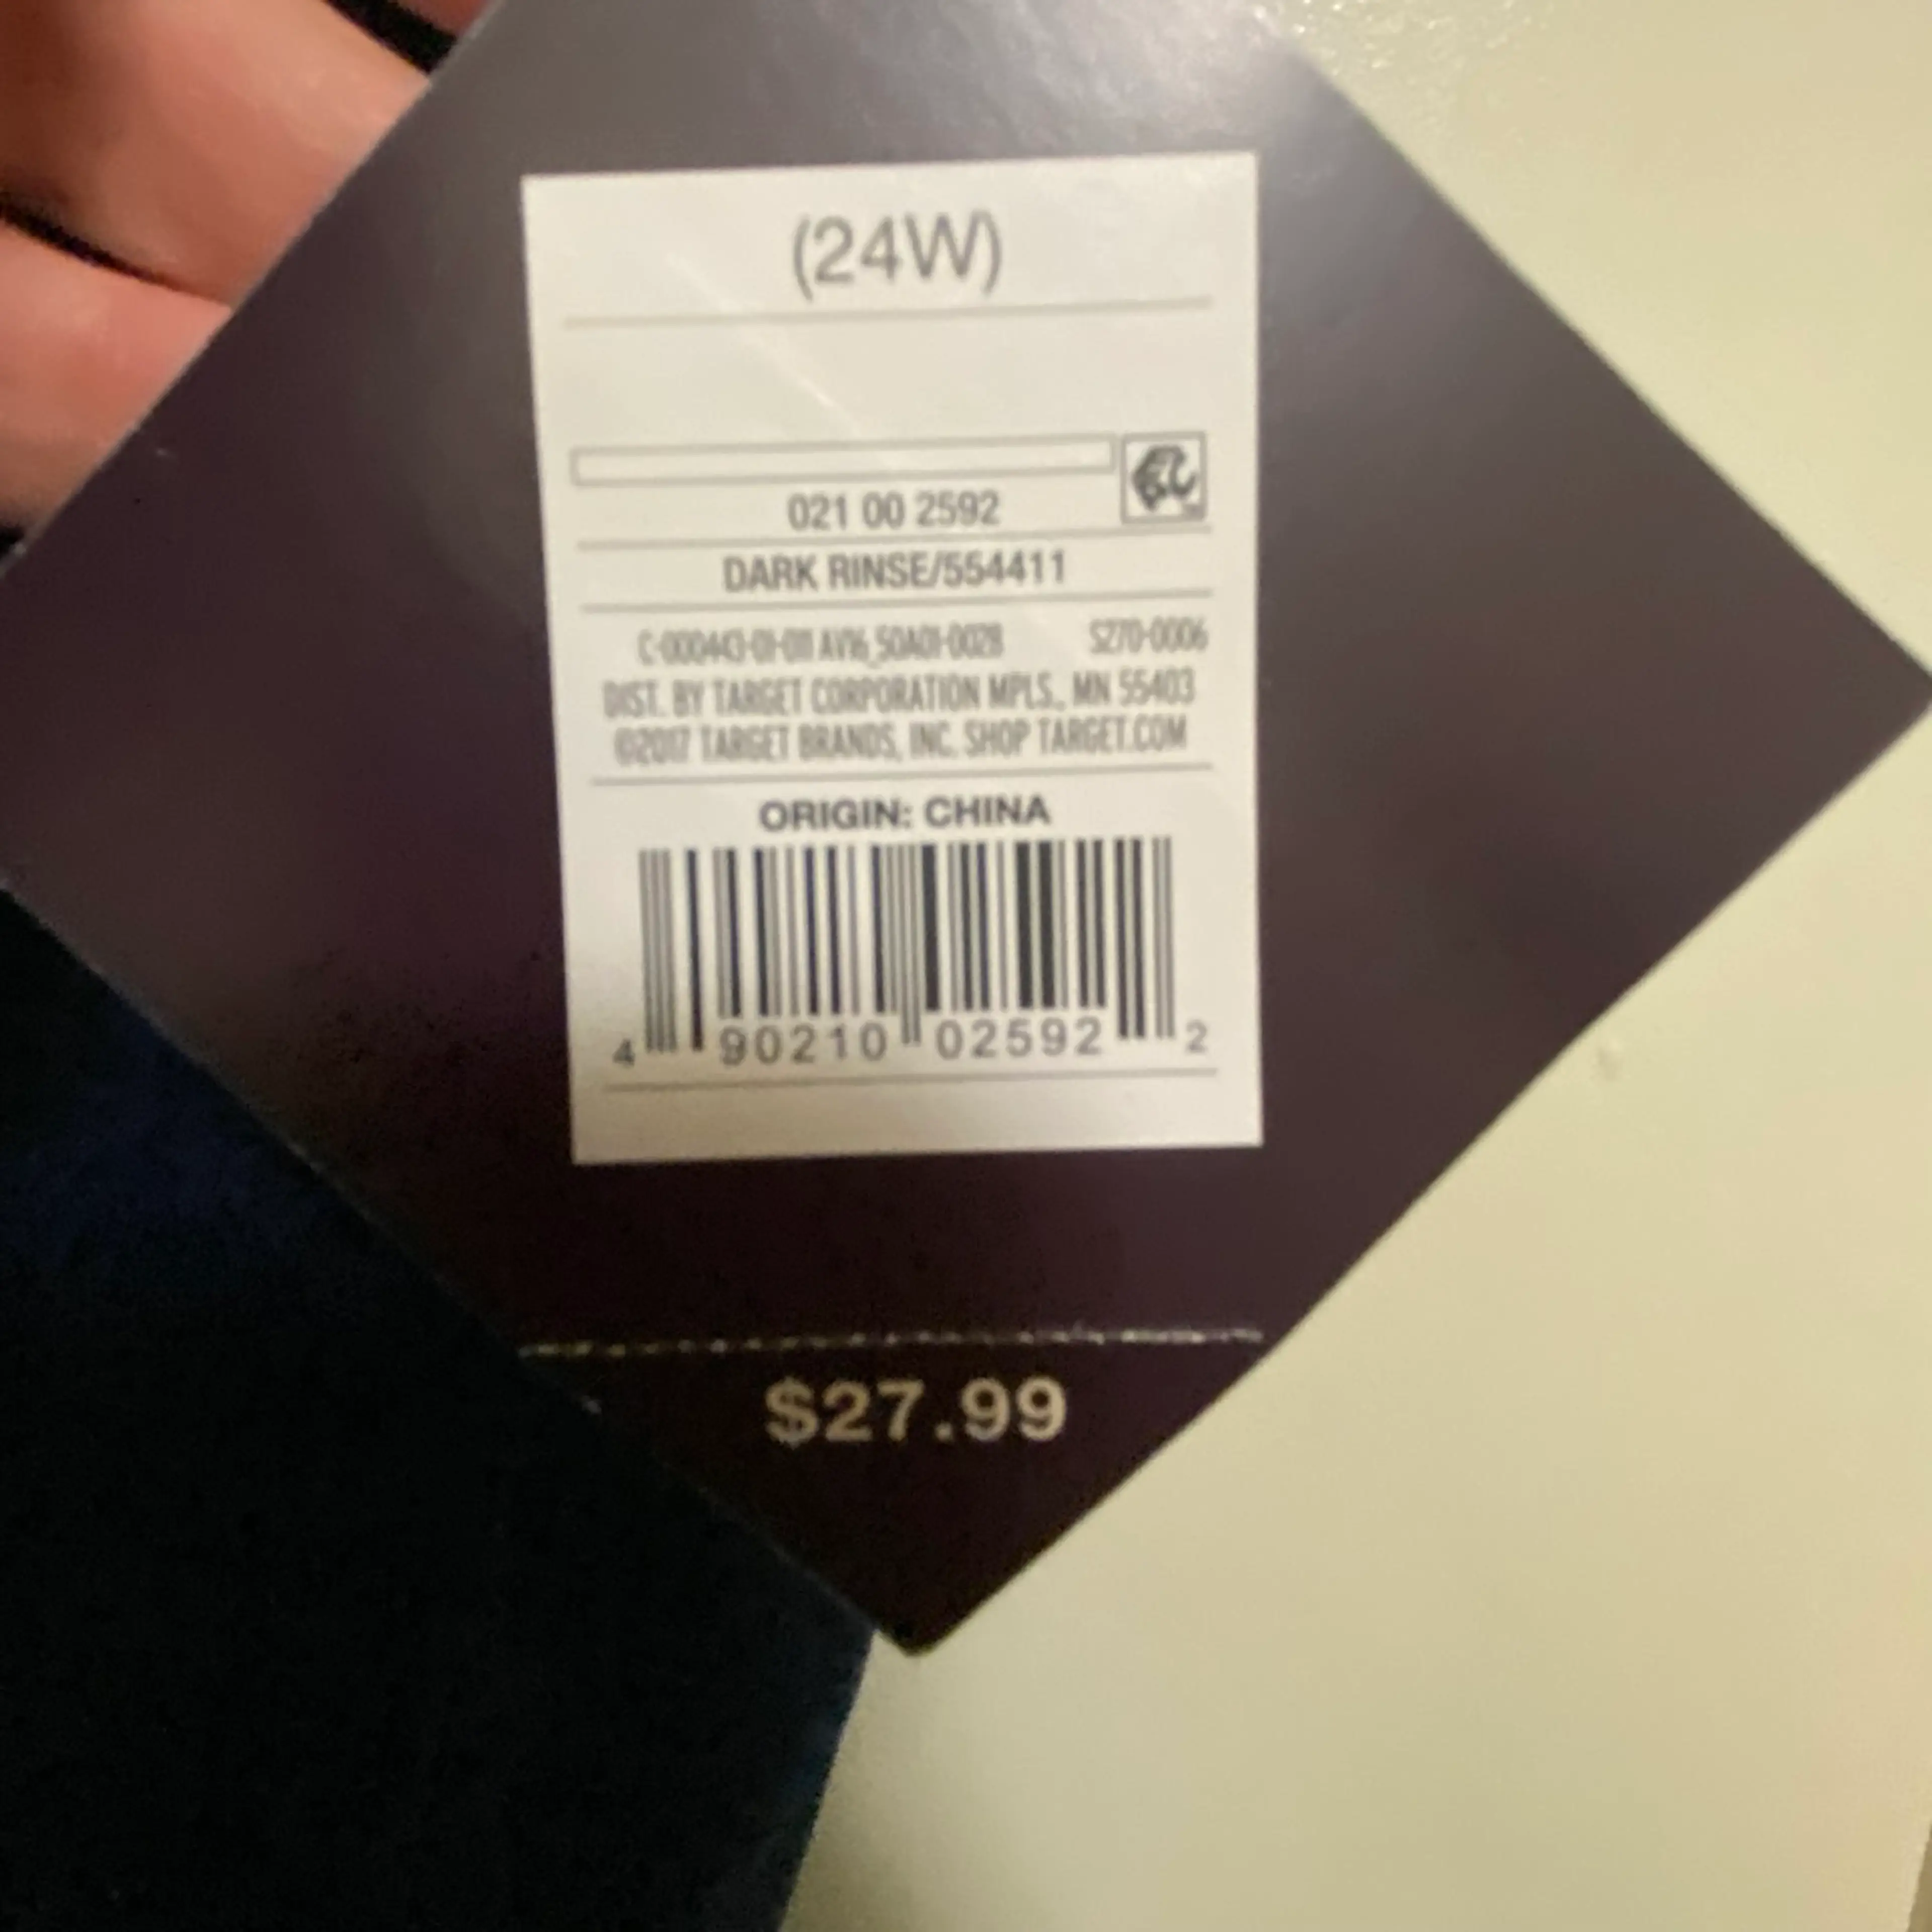 (24W)
021 00 2592
DARK RINSE/554411
C-000443-01-011 AV16_50A01-0028 S270-0006
DIST. BY TARGET CORPORATION MPLS., MN 55403
©2017 TARGET BRANDS, INC. SHOP TARGET.COM
ORIGIN: CHINA
4 90210 02592 2
$27.99